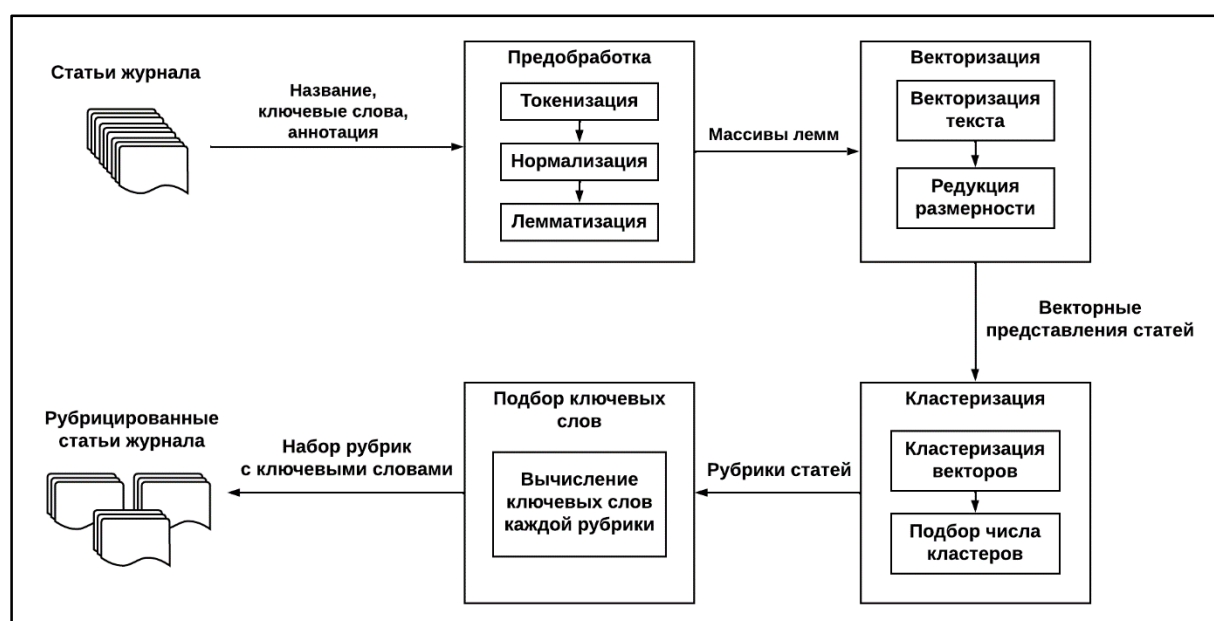 Статьи журнала
Название,
ключевые слова,
аннотация
Предобработка
Токенизация
Нормализация
Лемматизация
Массивы лемм
Векторизация
Векторизация
текста
Редукция
размерности
Векторные
представления статей
Кластеризация
Кластеризация
векторов
Подбор числа
кластеров
Рубрики статей
Подбор ключевых
слов
Вычисление
ключевых слов
каждой рубрики
Набор рубрик
с ключевыми словами
Рубрицированные
статьи журнала